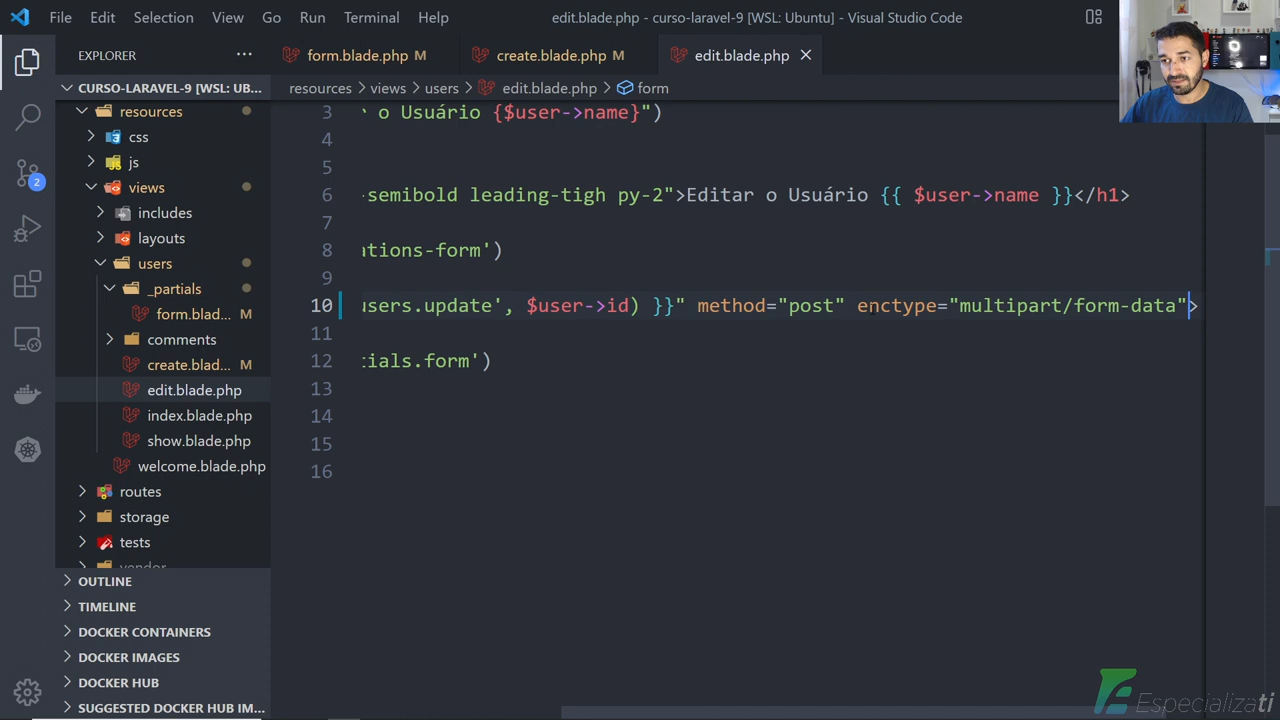 File Edit Selection View Go Run Terminal Help
edit.blade.php - curso-laravel-9 [WSL: Ubuntu] - Visual Studio Code
EXPLORER
form.blade.php M
create.blade.php M
edit.blade.php
CURSO-LARAVEL-9 [WSL: UB...
resources > views > users > edit.blade.php > form
resources
css
js
views
includes
layouts
users
_partials
form.blad... M
comments
create.blad... M
edit.blade.php
index.blade.php
show.blade.php
welcome.blade.php
routes
storage
tests
vendor
OUTLINE
TIMELINE
DOCKER CONTAINERS
DOCKER IMAGES
DOCKER HUB
SUGGESTED DOCKER HUB IM...
2
3 o Usuário {$user->name}")
4
5
6 semibold leading-tigh py-2">Editar o Usuário {{ $user->name }}</h1>
7
8 ations-form')
9
10 users.update', $user->id) }}" method="post" enctype="multipart/form-data">
11
12 tials.form')
13
14
15
16
Especializati